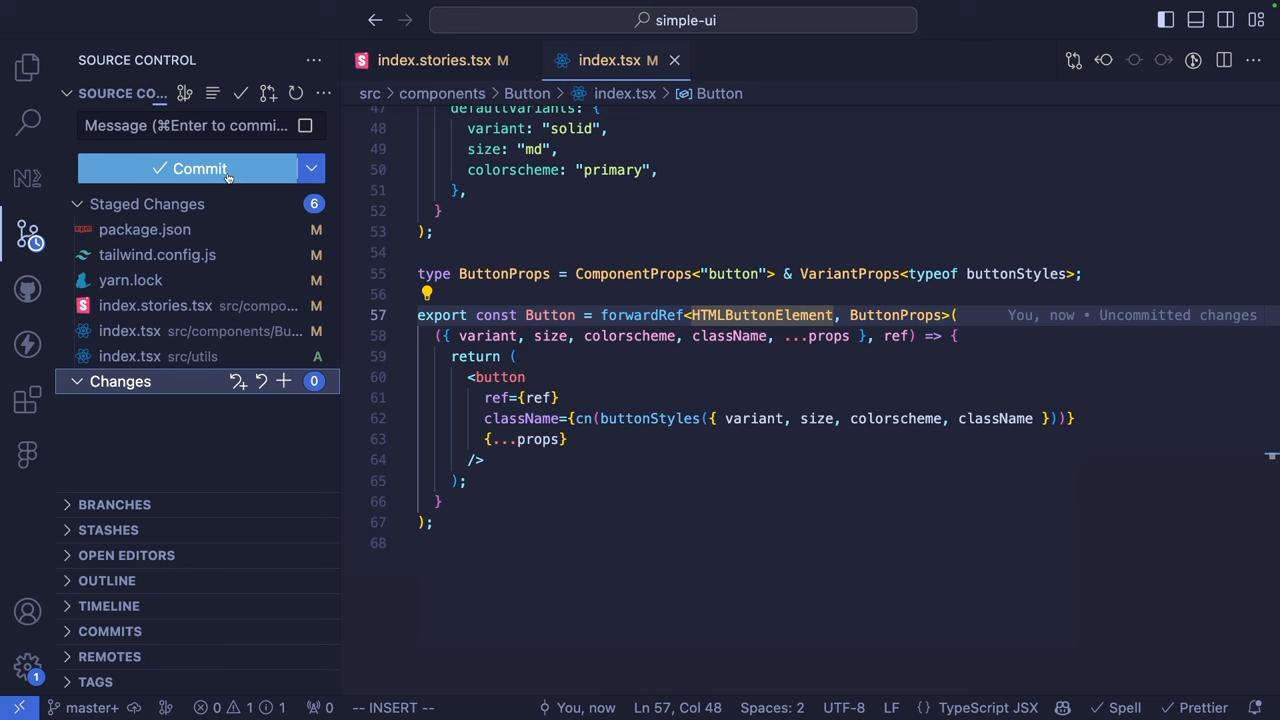 simple-ui
SOURCE CONTROL
SOURCE CO...
Message (⌘Enter to commi...
Commit
Staged Changes 6
package.json M
tailwind.config.js M
yarn.lock M
index.stories.tsx src/compo... M
index.tsx src/components/Bu... M
index.tsx src/utils A
Changes 0
BRANCHES
STASHES
OPEN EDITORS
OUTLINE
TIMELINE
COMMITS
REMOTES
TAGS
1
index.stories.tsx M
index.tsx M
src > components > Button > index.tsx > Button
47 defaultVariants: {
48 variant: "solid",
49 size: "md",
50 colorscheme: "primary",
51 },
52 }
53 );
54
55 type ButtonProps = ComponentProps<"button"> & VariantProps<typeof buttonStyles>;
56
57 export const Button = forwardRef<HTMLButtonElement, ButtonProps>( You, now • Uncommitted changes
58 ({ variant, size, colorscheme, className, ...props }, ref) => {
59 return (
60 <button
61 ref={ref}
62 className={cn(buttonStyles({ variant, size, colorscheme, className }))}
63 {...props}
64 />
65 );
66 }
67 );
68
master+ 0 1 1 0 -- INSERT -- You, now Ln 57, Col 48 Spaces: 2 UTF-8 LF {} TypeScript JSX Spell Prettier